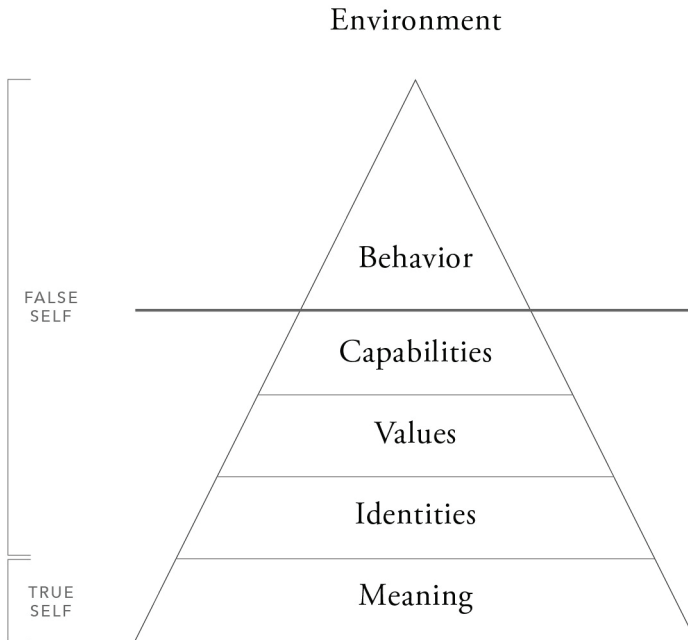 Environment
Behavior
FALSE
SELF
Capabilities
Values
Identities
TRUE
SELF
Meaning